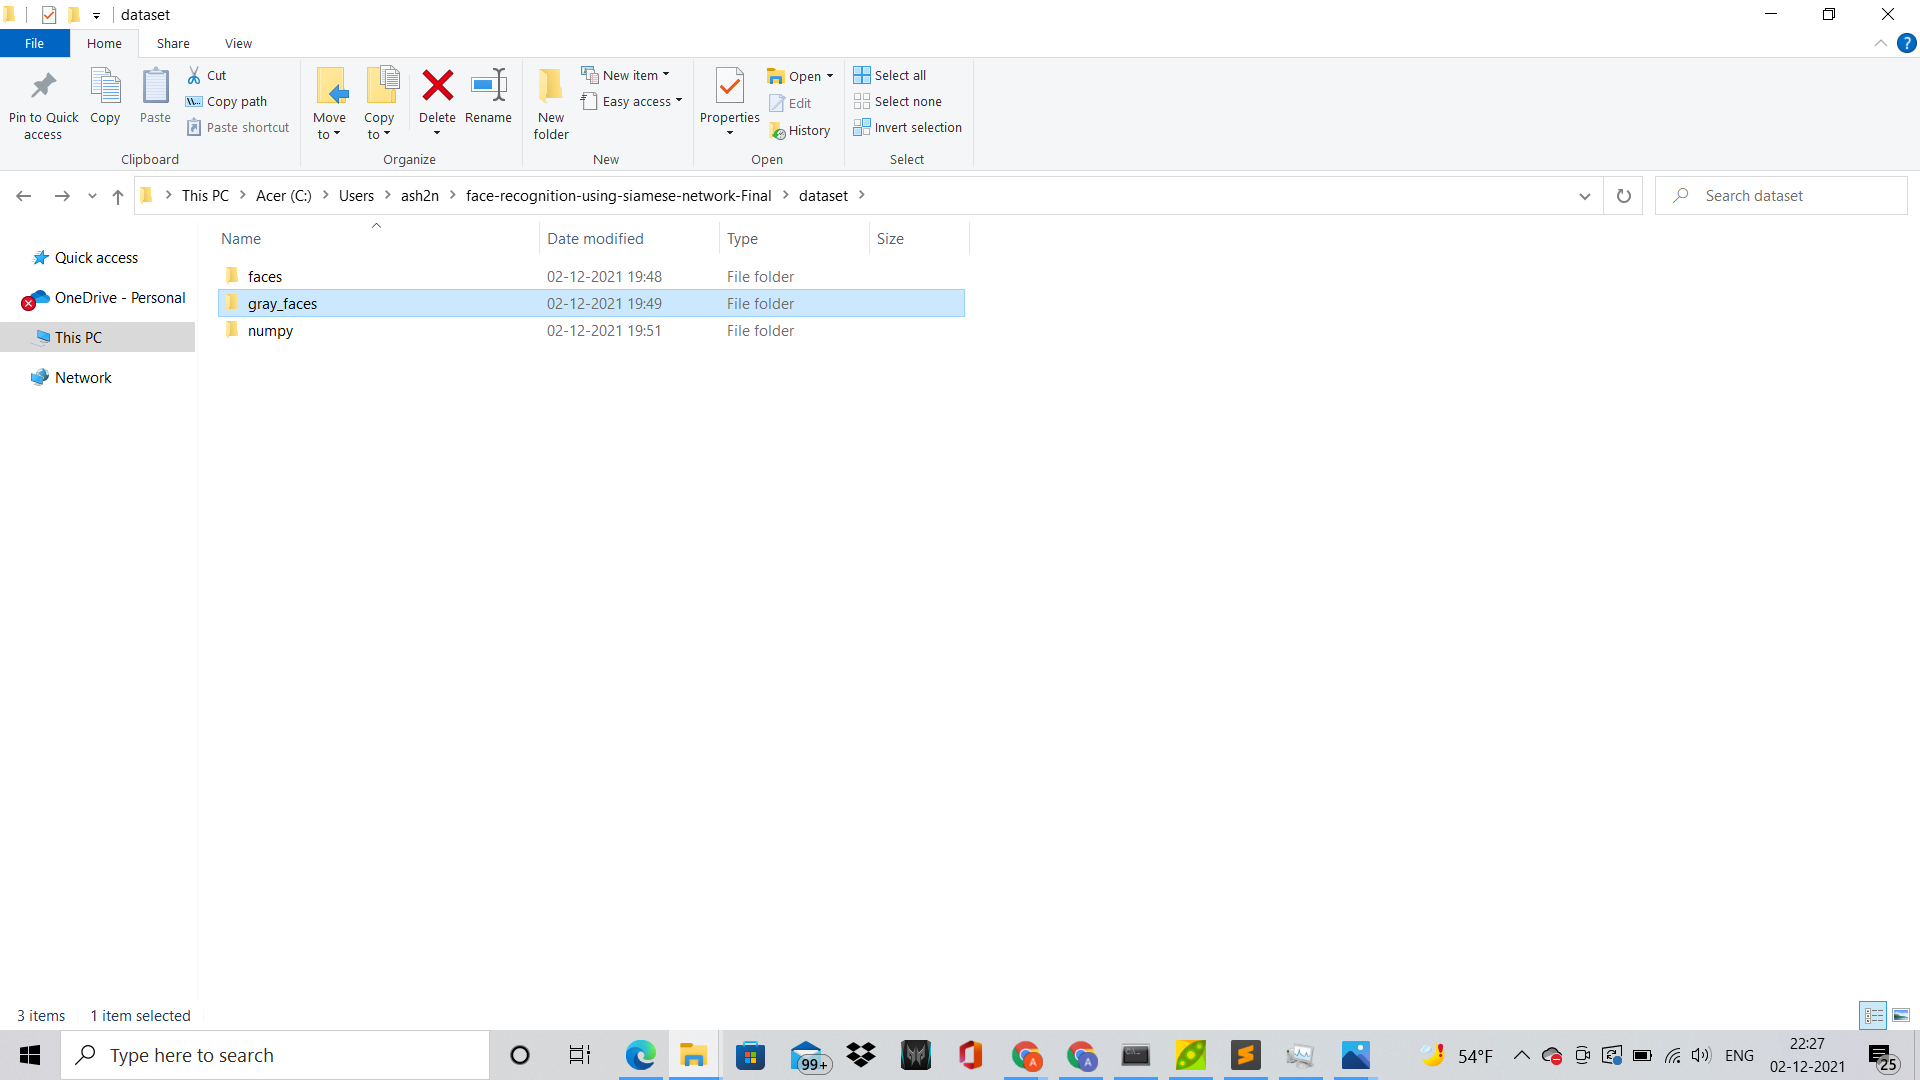 dataset
File Home Share View
Pin to Quick access
Copy
Paste
Cut
Copy path
Paste shortcut
Clipboard
Move to
Copy to
Delete
Rename
Organize
New folder
New item
Easy access
New
Properties
Open
Edit
History
Open
Select all
Select none
Invert selection
Select
This PC Acer (C:) Users ash2n face-recognition-using-siamese-network-Final dataset
Search dataset
Quick access
OneDrive - Personal
This PC
Network
Name Date modified Type Size
faces 02-12-2021 19:48 File folder
gray_faces 02-12-2021 19:49 File folder
numpy 02-12-2021 19:51 File folder
3 items 1 item selected
Type here to search
99+
A
A
54°F
ENG
22:27
02-12-2021
25